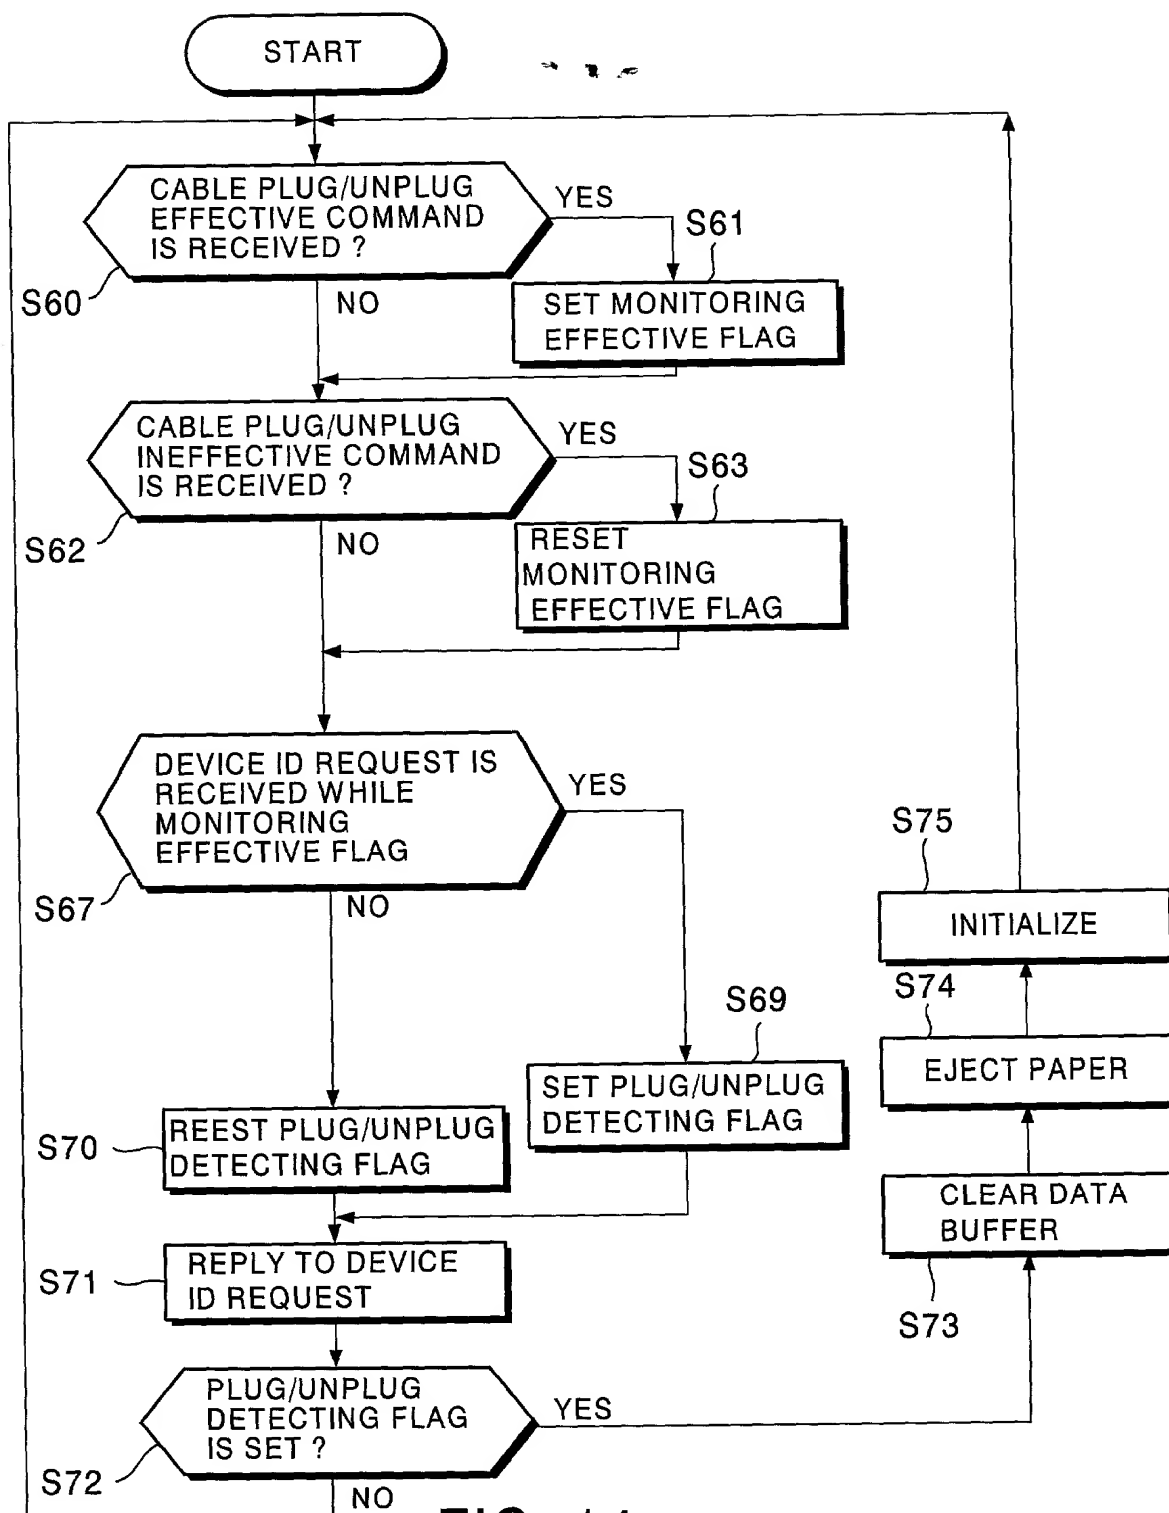 START
CABLE PLUG/UNPLUG
EFFECTIVE COMMAND
IS RECEIVED ?
YES
S60
NO
S61
SET MONITORING
EFFECTIVE FLAG
CABLE PLUG/UNPLUG
INEFFECTIVE COMMAND
IS RECEIVED ?
YES
S62
NO
S63
RESET
MONITORING
EFFECTIVE FLAG
DEVICE ID REQUEST IS
RECEIVED WHILE
MONITORING
EFFECTIVE FLAG
YES
S67
NO
S69
SET PLUG/UNPLUG
DETECTING FLAG
S70
REEST PLUG/UNPLUG
DETECTING FLAG
S71
REPLY TO DEVICE
ID REQUEST
PLUG/UNPLUG
DETECTING FLAG
IS SET ?
YES
S72
NO
S75
INITIALIZE
S74
EJECT PAPER
CLEAR DATA
BUFFER
S73